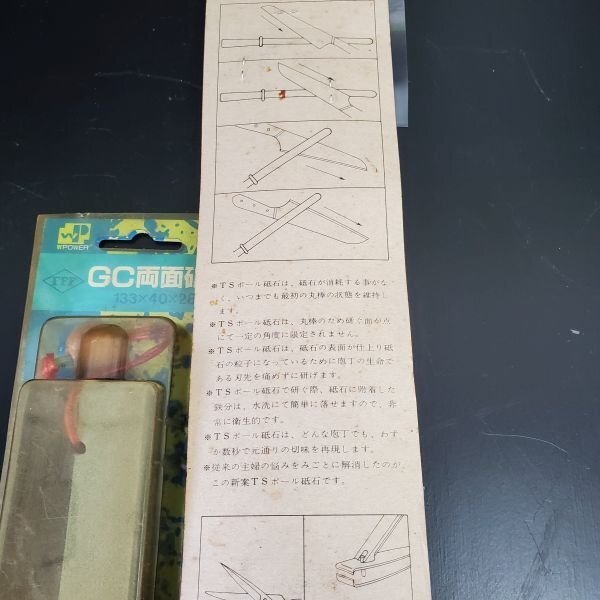 WPOWER
TFF
GC両面砥
133×40×28
※TSボール砥石は、砥石が消耗する事がな
く、いつまでも最初の丸棒の状態を維持し
ます。
※TSボール砥石は、丸棒のため研ぐ面が点
にて一定の角度に限定されません。
※TSボール砥石は、砥石の表面が仕上り砥
石の粒子になっているために庖丁の生命で
ある刃先を痛めずに研げます。
※TSボール砥石で研ぐ際、砥石に附着した
鉄分は、水洗にて簡単に落せますので、非
常に衛生的です。
※TSボール砥石は、どんな庖丁でも、わず
か数秒で元通りの切味を再現します。
※従来の主婦の悩みをみごとに解消したのが、
この新案TSボール砥石です。